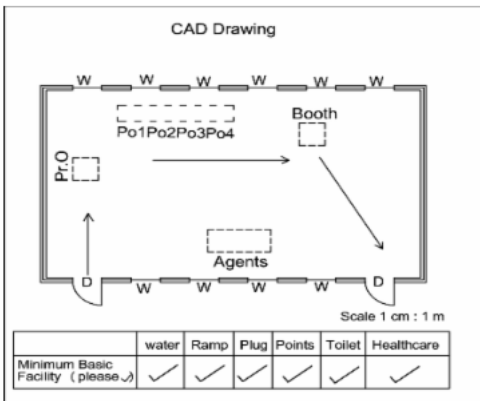 CAD Drawing
W W W W W W
Po1Po2Po3Po4
Booth
Pr.O
Agents
D D
W W W W
Scale 1 cm : 1 m
water Ramp Plug Points Toilet Healthcare
Minimum Basic
Facility (please ✓) ✓ ✓ ✓ ✓ ✓ ✓